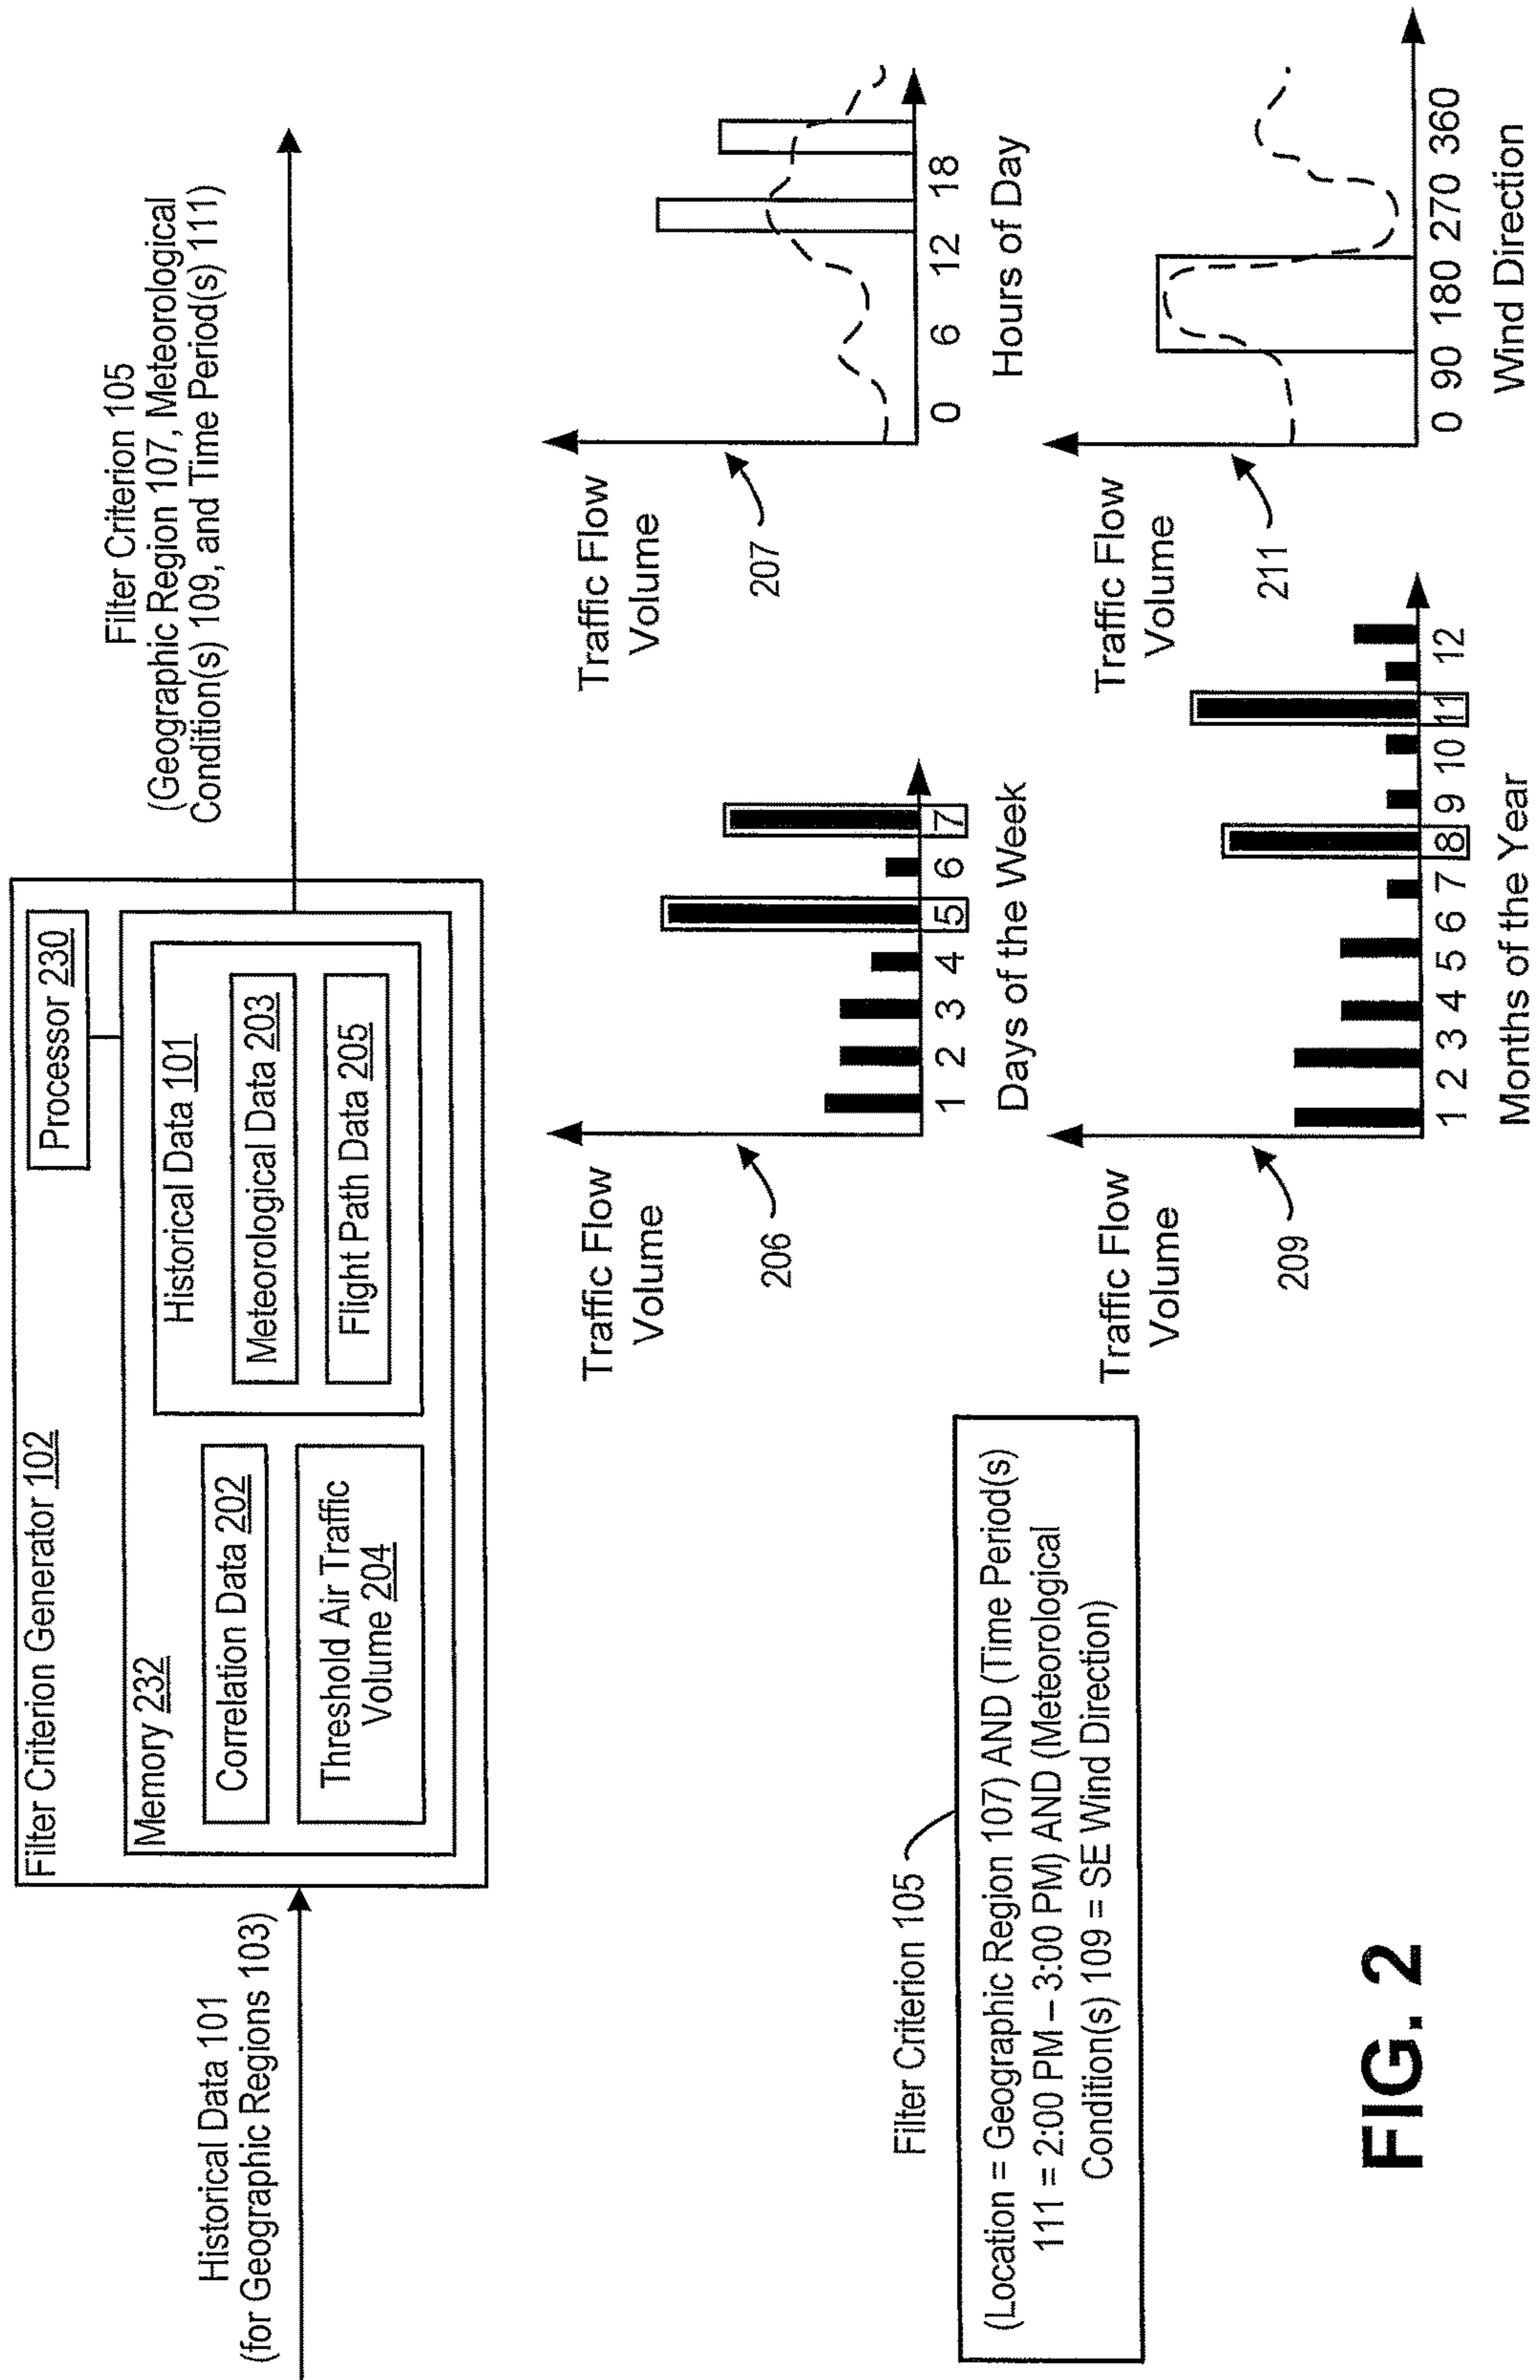 Historical Data 101
(for Geographic Regions 103)
Filter Criterion Generator 102
Processor 230
Memory 232
Correlation Data 202
Threshold Air Traffic
Volume 204
Historical Data 101
Meteorological Data 203
Flight Path Data 205
Filter Criterion 105
(Geographic Region 107, Meteorological
Condition(s) 109, and Time Period(s) 111)
Filter Criterion 105
(Location = Geographic Region 107) AND (Time Period(s)
111 = 2:00 PM – 3:00 PM) AND (Meteorological
Condition(s) 109 = SE Wind Direction)
Traffic Flow
Volume
206
1 2 3 4 5 6 7
Days of the Week
Traffic Flow
Volume
207
0 6 12 18
Hours of Day
Traffic Flow
Volume
209
1 2 3 4 5 6 7 8 9 10 11 12
Months of the Year
Traffic Flow
Volume
211
0 90 180 270 360
Wind Direction
FIG. 2